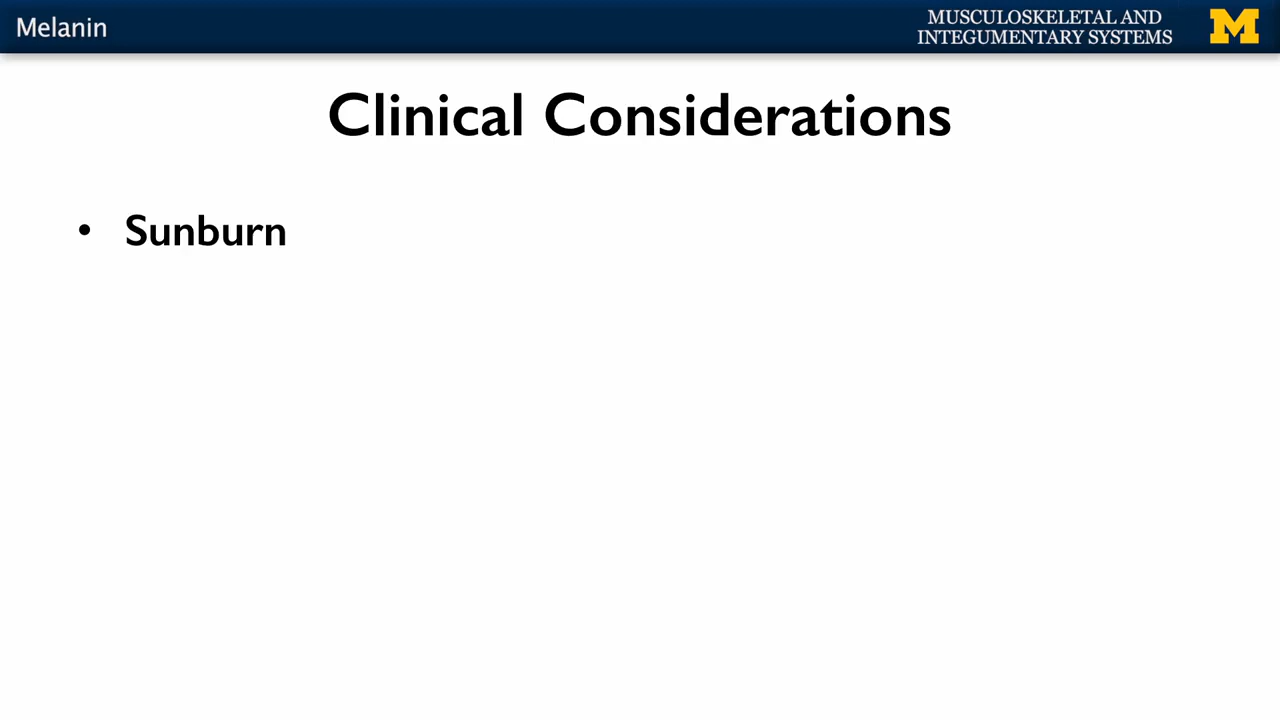 Melanin
MUSCULOSKELETAL AND
INTEGUMENTARY SYSTEMS
M
Clinical Considerations
• Sunburn